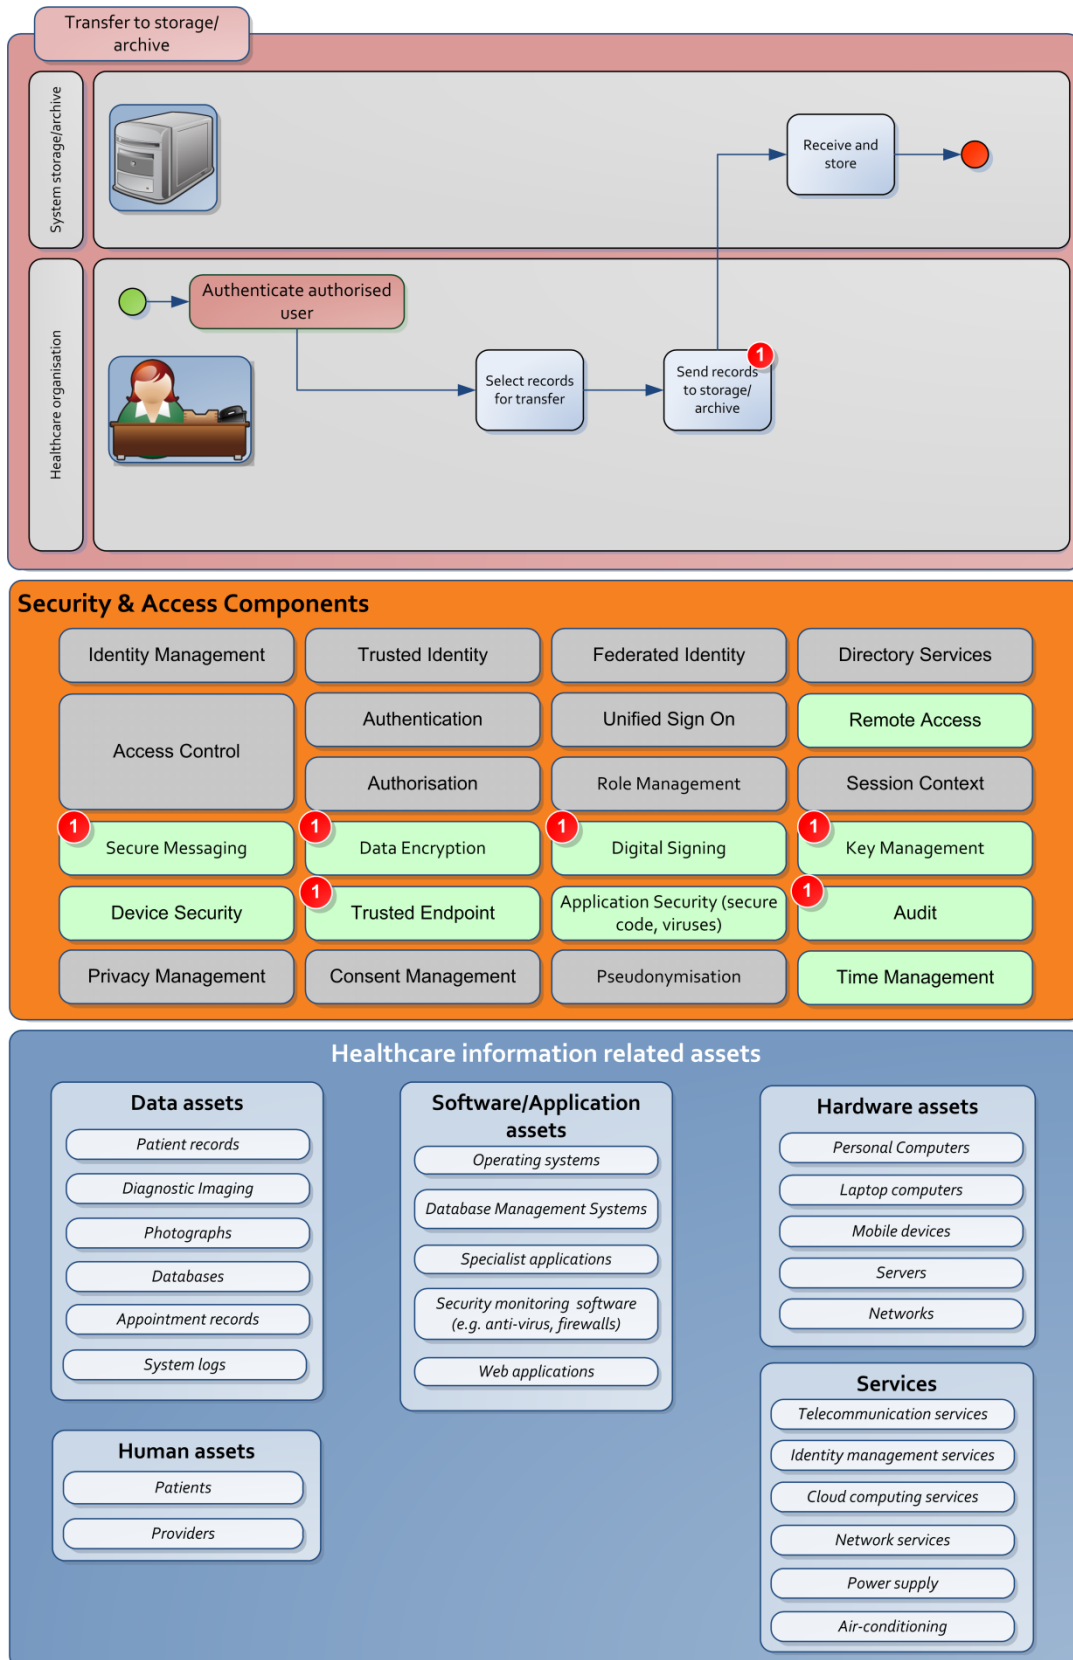 Transfer to storage/
archive
System storage/archive
Receive and
store
Healthcare organisation
Authenticate authorised
user
Select records
for transfer
1
Send records
to storage/
archive
Security & Access Components
Identity Management
Trusted Identity
Federated Identity
Directory Services
Access Control
Authentication
Unified Sign On
Remote Access
Authorisation
Role Management
Session Context
1
Secure Messaging
1
Data Encryption
1
Digital Signing
1
Key Management
Device Security
1
Trusted Endpoint
Application Security (secure
code, viruses)
1
Audit
Privacy Management
Consent Management
Pseudonymisation
Time Management
Healthcare information related assets
Data assets
Patient records
Diagnostic Imaging
Photographs
Databases
Appointment records
System logs
Human assets
Patients
Providers
Software/Application
assets
Operating systems
Database Management Systems
Specialist applications
Security monitoring software
(e.g. anti-virus, firewalls)
Web applications
Hardware assets
Personal Computers
Laptop computers
Mobile devices
Servers
Networks
Services
Telecommunication services
Identity management services
Cloud computing services
Network services
Power supply
Air-conditioning